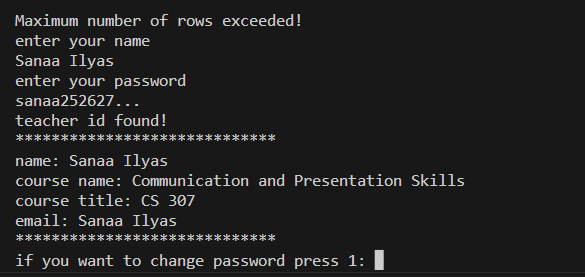 Maximum number of rows exceeded!
enter your name
Sanaa Ilyas
enter your password
sanaa252627...
teacher id found!
*****************************
name: Sanaa Ilyas
course name: Communication and Presentation Skills
course title: CS 307
email: Sanaa Ilyas
*****************************
if you want to change password press 1: